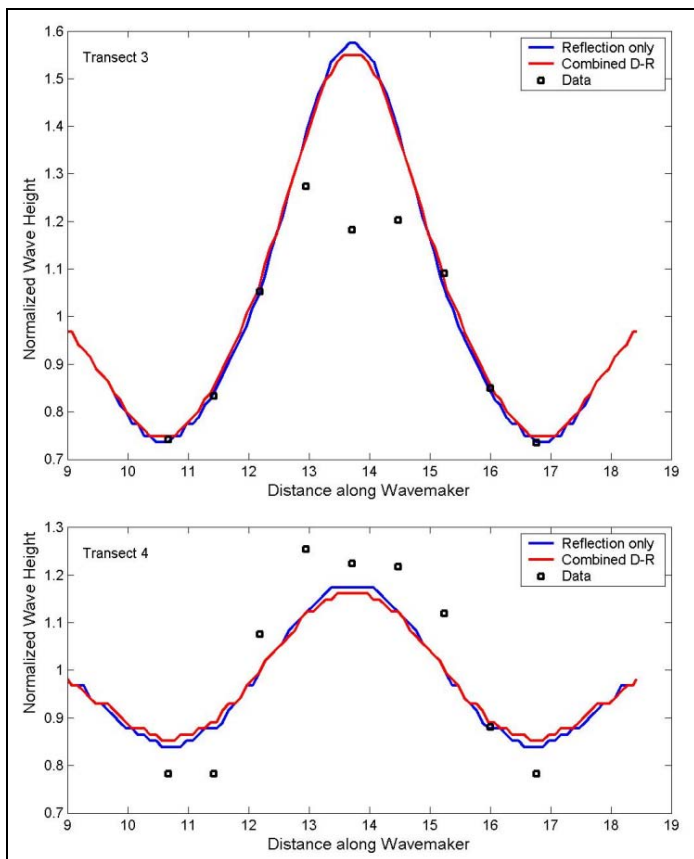 1.6
Transect 3
Reflection only
Combined D-R
Data
1.5
1.4
1.3
1.2
1.1
1
0.9
0.8
0.7
Normalized Wave Height
9 10 11 12 13 14 15 16 17 18 19
Distance along Wavemaker
1.3
Transect 4
Reflection only
Combined D-R
Data
1.2
1.1
1
0.9
0.8
0.7
Normalized Wave Height
9 10 11 12 13 14 15 16 17 18 19
Distance along Wavemaker